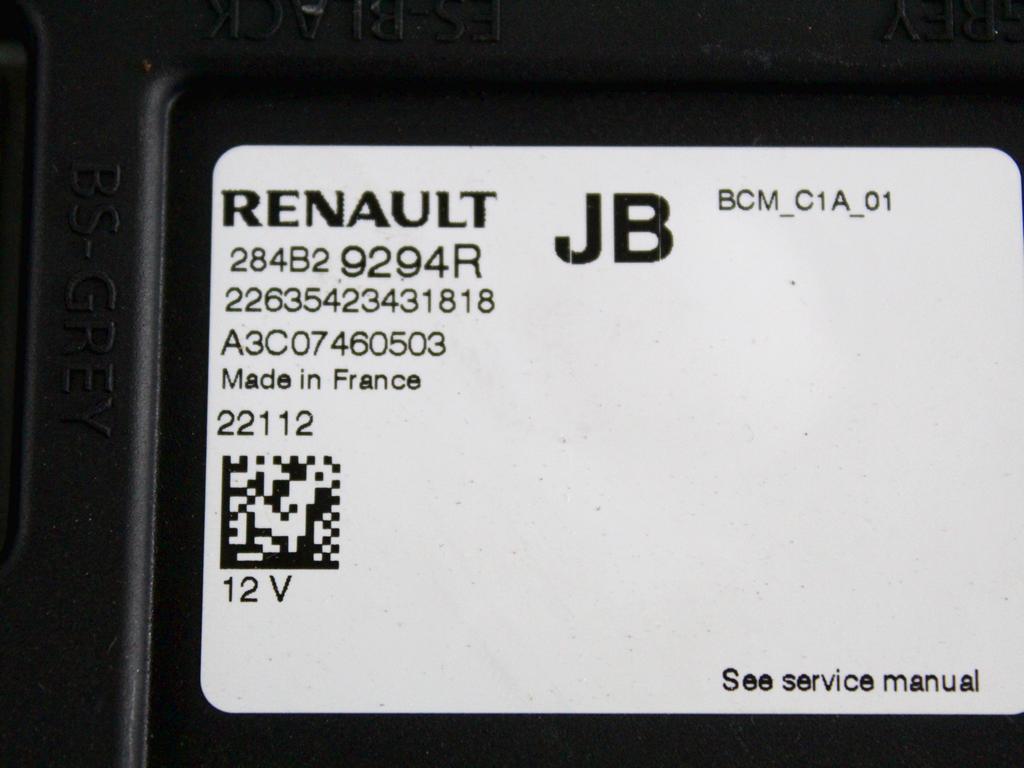 ES-BLACK
GREY
BS-GREY
RENAULT
JB
BCM_C1A_01
284B2 9294R
22635423431818
A3C07460503
Made in France
22112
12 V
See service manual